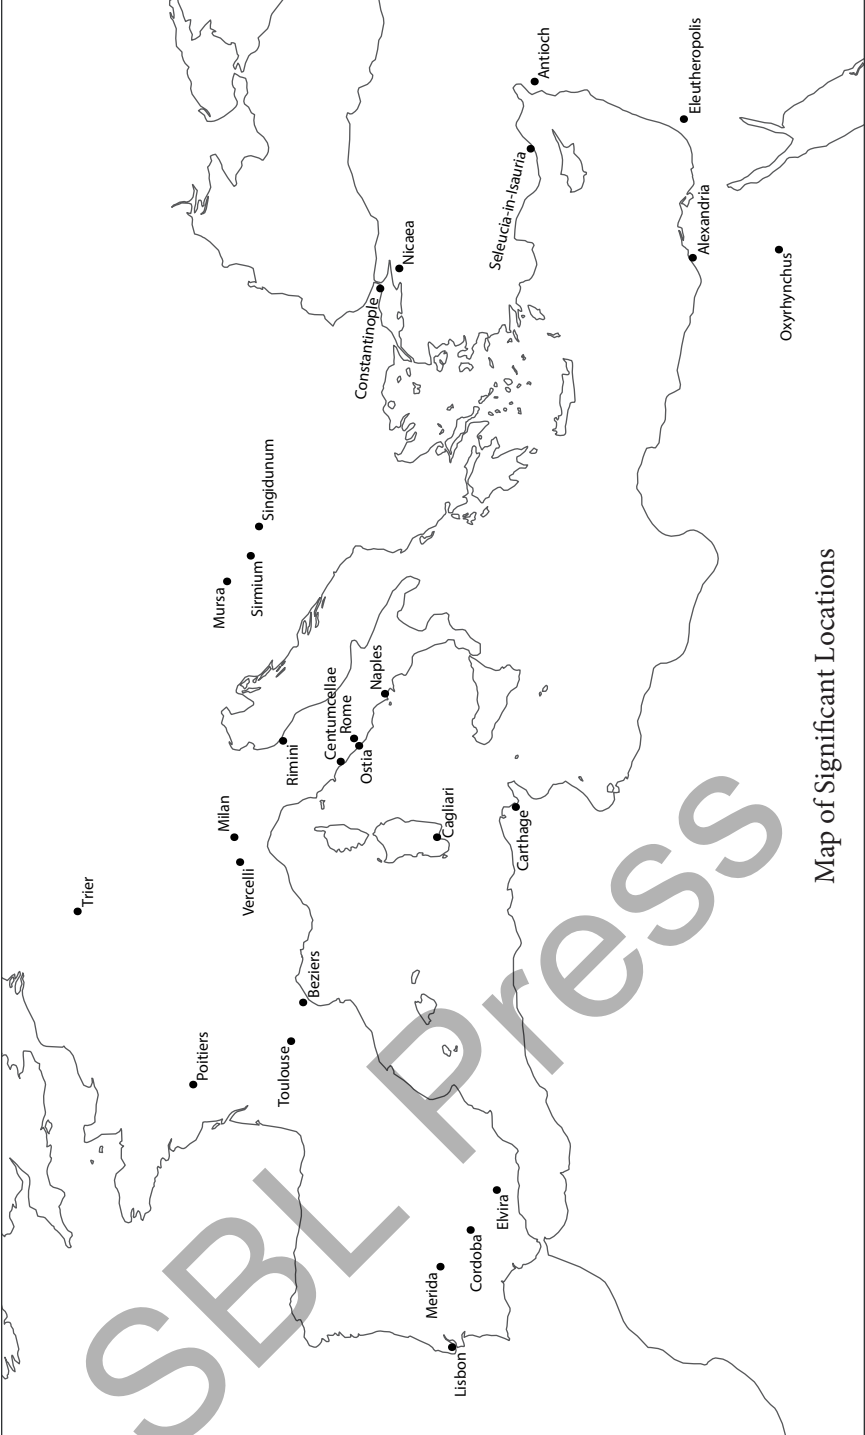 Trier
Poitiers
Toulouse
Beziers
Milan
Vercelli
Rimini
Centumcellae
Rome
Ostia
Naples
Cagliari
Carthage
Mursa
Sirmium
Singidunum
Constantinople
Nicaea
Seleucia-in-Isauria
Antioch
Eleutheropolis
Alexandria
Oxyrhynchus
Lisbon
Merida
Cordoba
Elvira
Map of Significant Locations
SBL Press